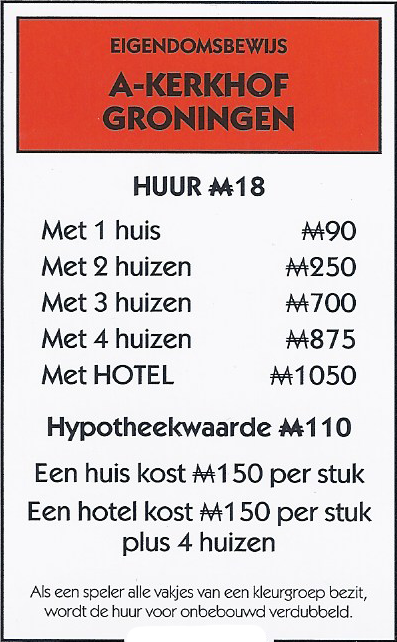 EIGENDOMSBEWIJS
A-KERKHOF
GRONINGEN
HUUR ₩18
Met 1 huis ₩90
Met 2 huizen ₩250
Met 3 huizen ₩700
Met 4 huizen ₩875
Met HOTEL ₩1050
Hypotheekwaarde ₩110
Een huis kost ₩150 per stuk
Een hotel kost ₩150 per stuk
plus 4 huizen
Als een speler alle vakjes van een kleurgroep bezit,
wordt de huur voor onbebouwd verdubbeld.